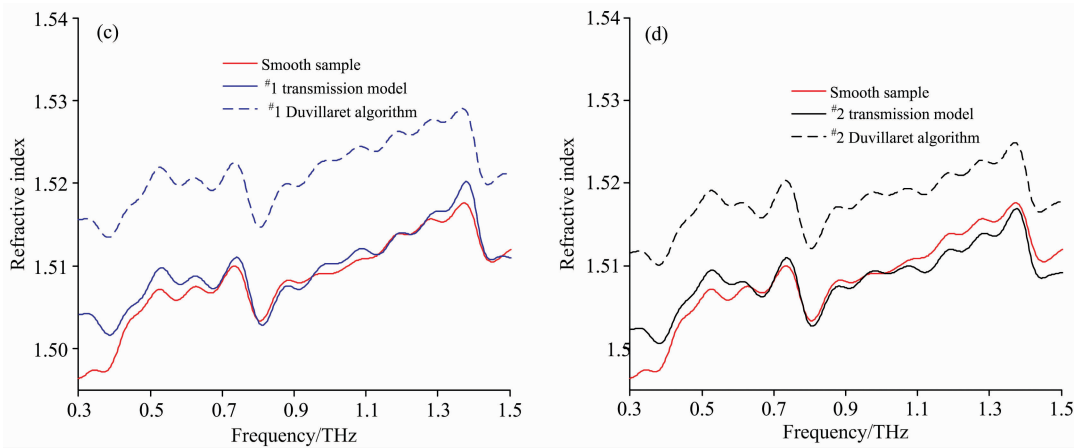 (c)
1.54
1.53
1.52
1.51
1.50
Refractive index
Smooth sample
#1 transmission model
#1 Duvillaret algorithm
0.3 0.5 0.7 0.9 1.1 1.3 1.5
Frequency/THz
(d)
1.54
1.53
1.52
1.51
1.5
Refractive index
Smooth sample
#2 transmission model
#2 Duvillaret algorithm
0.3 0.5 0.7 0.9 1.1 1.3 1.5
Frequency/THz